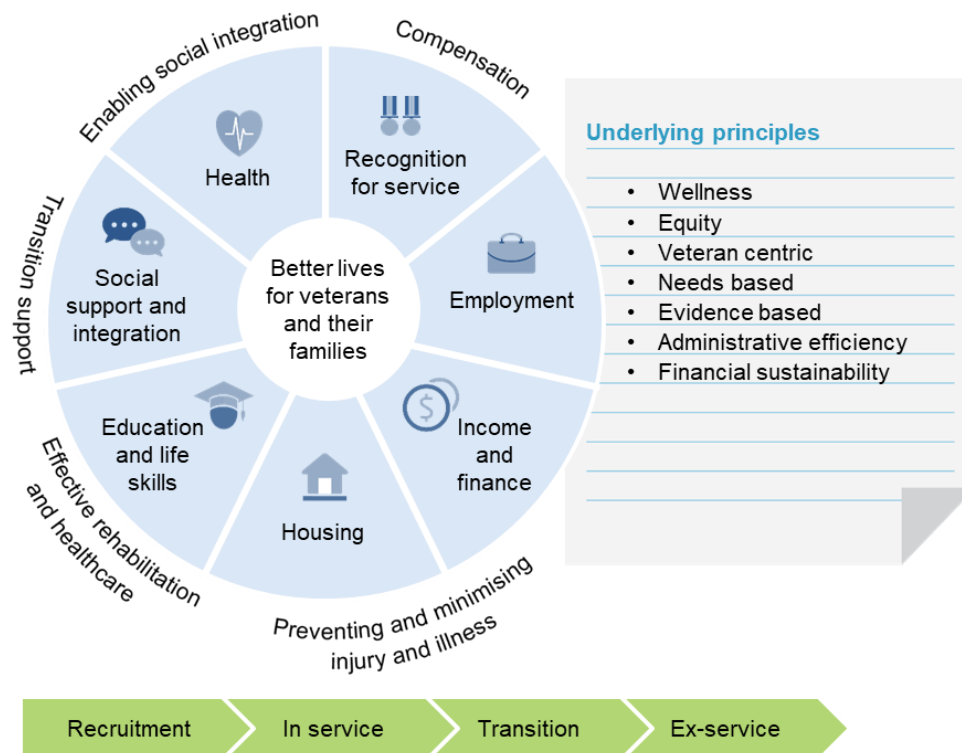 Enabling social integration
Compensation
Transition support
Effective rehabilitation
and healthcare
Preventing and minimising
injury and illness
Health
Recognition
for service
Social
support and
integration
Employment
Education
and life
skills
Income
and
finance
Housing
$
Better lives
for veterans
and their
families
Underlying principles
• Wellness
• Equity
• Veteran centric
• Needs based
• Evidence based
• Administrative efficiency
• Financial sustainability
Recruitment
In service
Transition
Ex-service